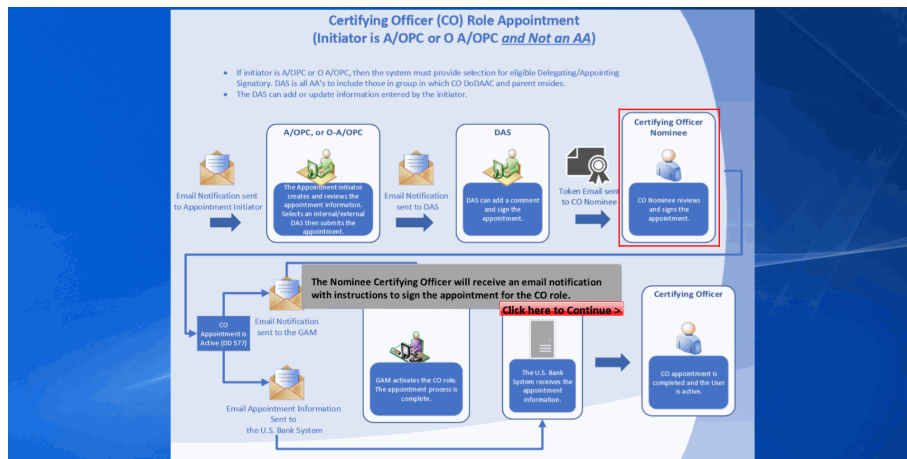 Certifying Officer (CO) Role Appointment
(Initiator is A/OPC or O A/OPC and Not an AA)
• If initiator is A/OPC or O A/OPC, then the system must provide selection for eligible Delegating/Appointing
Signatory. DAS is all AA's to include those in group in which CO DoDAAC and parent resides.
• The DAS can add or update information entered by the initiator.
Email Notification sent
to Appointment Initiator
A/OPC, or O-A/OPC
The Appointment initiator
creates and reviews the
appointment information.
Selects an internal/external
DAS then submits the
appointment.
Email Notification
sent to DAS
DAS
DAS can add a comment
and sign the
appointment.
Token Email sent
to CO Nominee
Certifying Officer
Nominee
CO Nominee reviews
and signs the
appointment.
The Nominee Certifying Officer will receive an email notification
with instructions to sign the appointment for the CO role.
Click here to Continue >
CO
Appointment is
Active (DD 577)
Email Notification
sent to the GAM
GAM activates the CO role.
The appointment process is
complete.
Email Appointment Information
Sent to
the U.S. Bank System
The U.S. Bank
System receives the
appointment
information.
Certifying Officer
CO appointment is
completed and the User
is active.